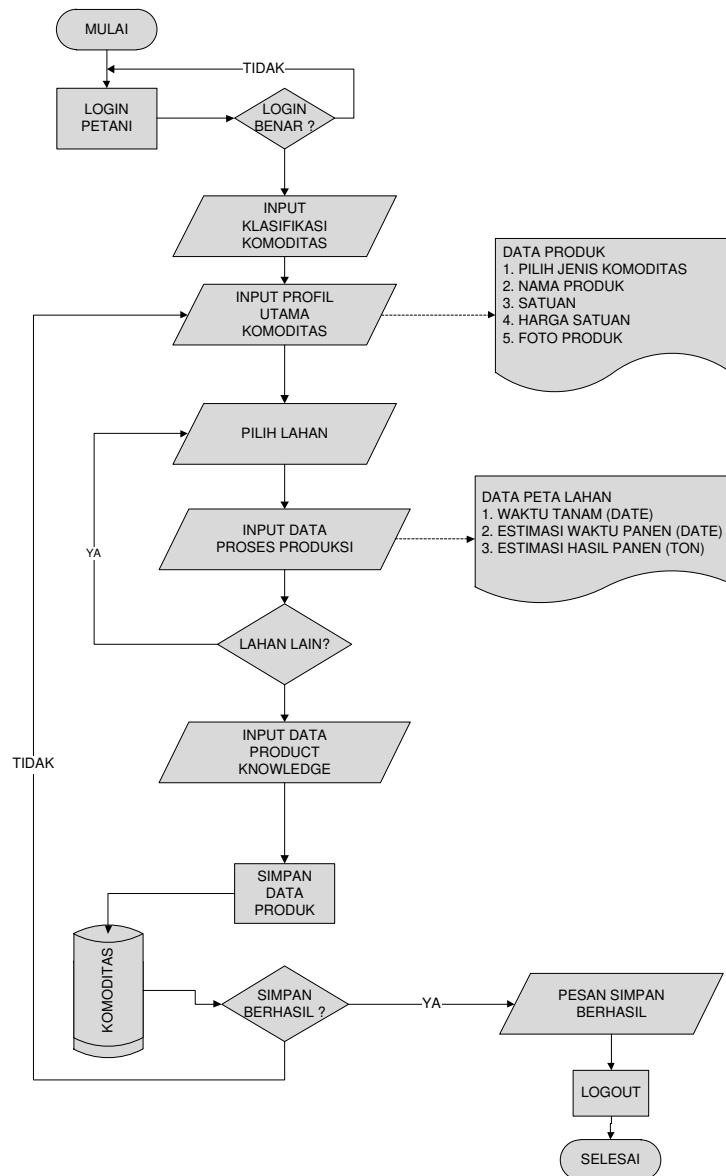 MULAI
TIDAK
LOGIN
PETANI
LOGIN
BENAR ?
INPUT
KLASIFIKASI
KOMODITAS
INPUT PROFIL
UTAMA
KOMODITAS
DATA PRODUK
1. PILIH JENIS KOMODITAS
2. NAMA PRODUK
3. SATUAN
4. HARGA SATUAN
5. FOTO PRODUK
PILIH LAHAN
YA
INPUT DATA
PROSES PRODUKSI
DATA PETA LAHAN
1. WAKTU TANAM (DATE)
2. ESTIMASI WAKTU PANEN (DATE)
3. ESTIMASI HASIL PANEN (TON)
LAHAN LAIN?
INPUT DATA
PRODUCT
KNOWLEDGE
TIDAK
SIMPAN
DATA
PRODUK
KOMODITAS
SIMPAN
BERHASIL ?
YA
PESAN SIMPAN
BERHASIL
LOGOUT
SELESAI